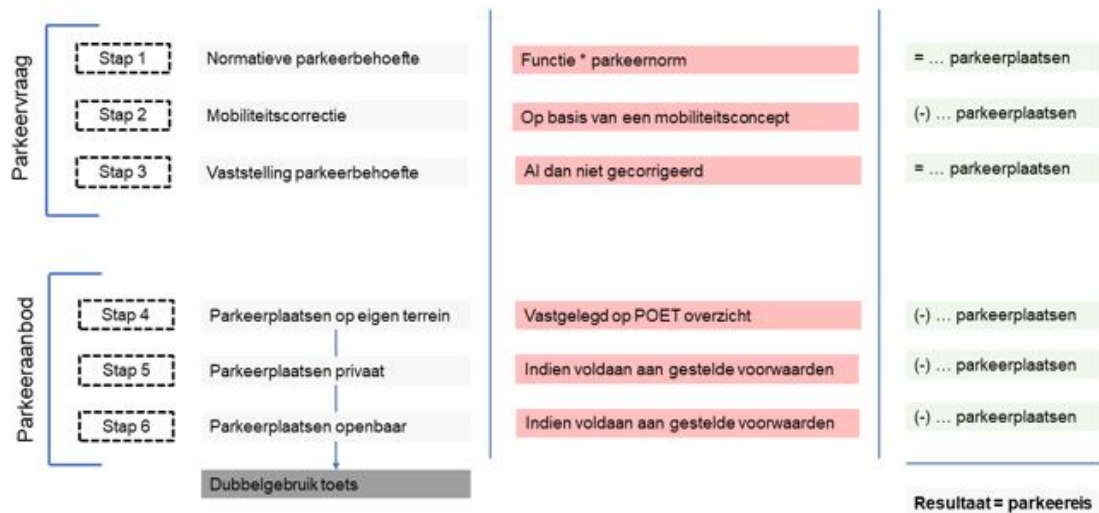 Parkeervraag
Stap 1 Normatieve parkeerbehoefte Functie * parkeernorm = ... parkeerplaatsen
Stap 2 Mobiliteitscorrectie Op basis van een mobiliteitsconcept (-) ... parkeerplaatsen
Stap 3 Vaststelling parkeerbehoefte Al dan niet gecorrigeerd = ... parkeerplaatsen
Parkeeraanbod
Stap 4 Parkeerplaatsen op eigen terrein Vastgelegd op POET overzicht (-) ... parkeerplaatsen
Stap 5 Parkeerplaatsen privaat Indien voldaan aan gestelde voorwaarden (-) ... parkeerplaatsen
Stap 6 Parkeerplaatsen openbaar Indien voldaan aan gestelde voorwaarden (-) ... parkeerplaatsen
Dubbelgebruik toets
Resultaat = parkeereis